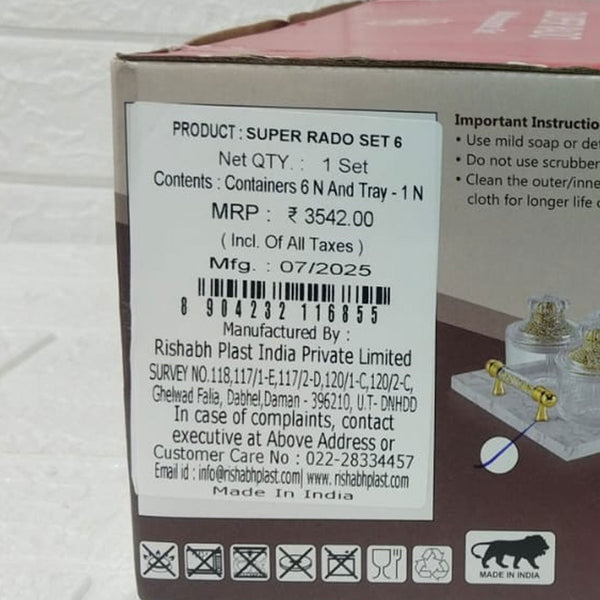 PRODUCT : SUPER RADO SET 6
Net QTY. : 1 Set
Contents : Containers 6 N And Tray - 1 N
MRP : ₹ 3542.00
( Incl. Of All Taxes )
Mfg. : 07/2025
8 904232 116855
Manufactured By :
Rishabh Plast India Private Limited
SURVEY NO.118,117/1-E,117/2-D,120/1-C,120/2-C,
Ghelwad Falia, Dabhel,Daman - 396210, U.T- DNHDD
In case of complaints, contact
executive at Above Address or
Customer Care No : 022-28334457
Email id : info@rishabhplast.com| www. rishabhplast.com
Made In India
Important Instructio
• Use mild soap or det
• Do not use scrubber
• Clean the outer/inne
cloth for longer life o
MADE IN INDIA